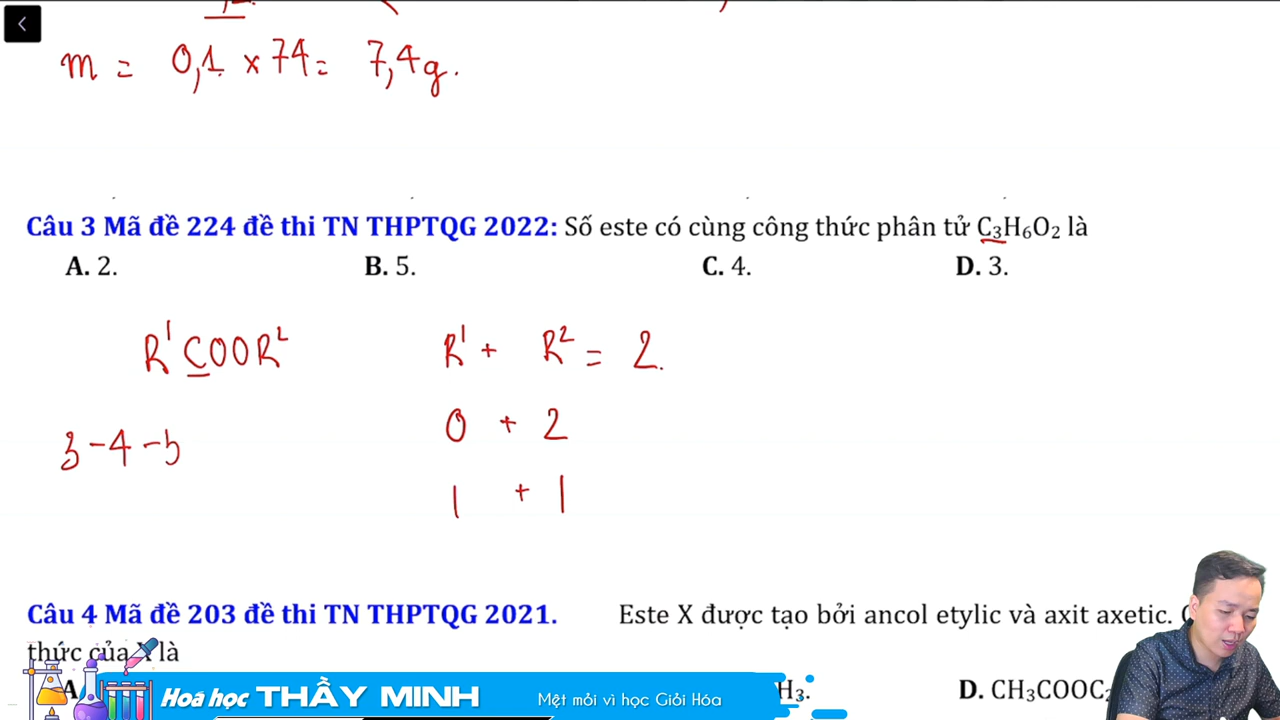 m = 0,1 × 74 = 7,4g.
Câu 3 Mã đề 224 đề thi TN THPTQG 2022: Số este có cùng công thức phân tử C₃H₆O₂ là
A. 2. B. 5. C. 4. D. 3.
R¹COOR² R¹ + R² = 2.
0 + 2
3-4-5
1 + 1
Câu 4 Mã đề 203 đề thi TN THPTQG 2021. Este X được tạo bởi ancol etylic và axit axetic.
thức của X là
A H₃. D. CH₃COOC₂
Hoá học THẦY MINH Mệt mỏi vì học Giỏi Hóa